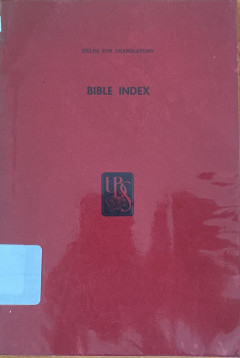 HELPS FOR TRANSLATORS
BIBLE INDEX
UBS